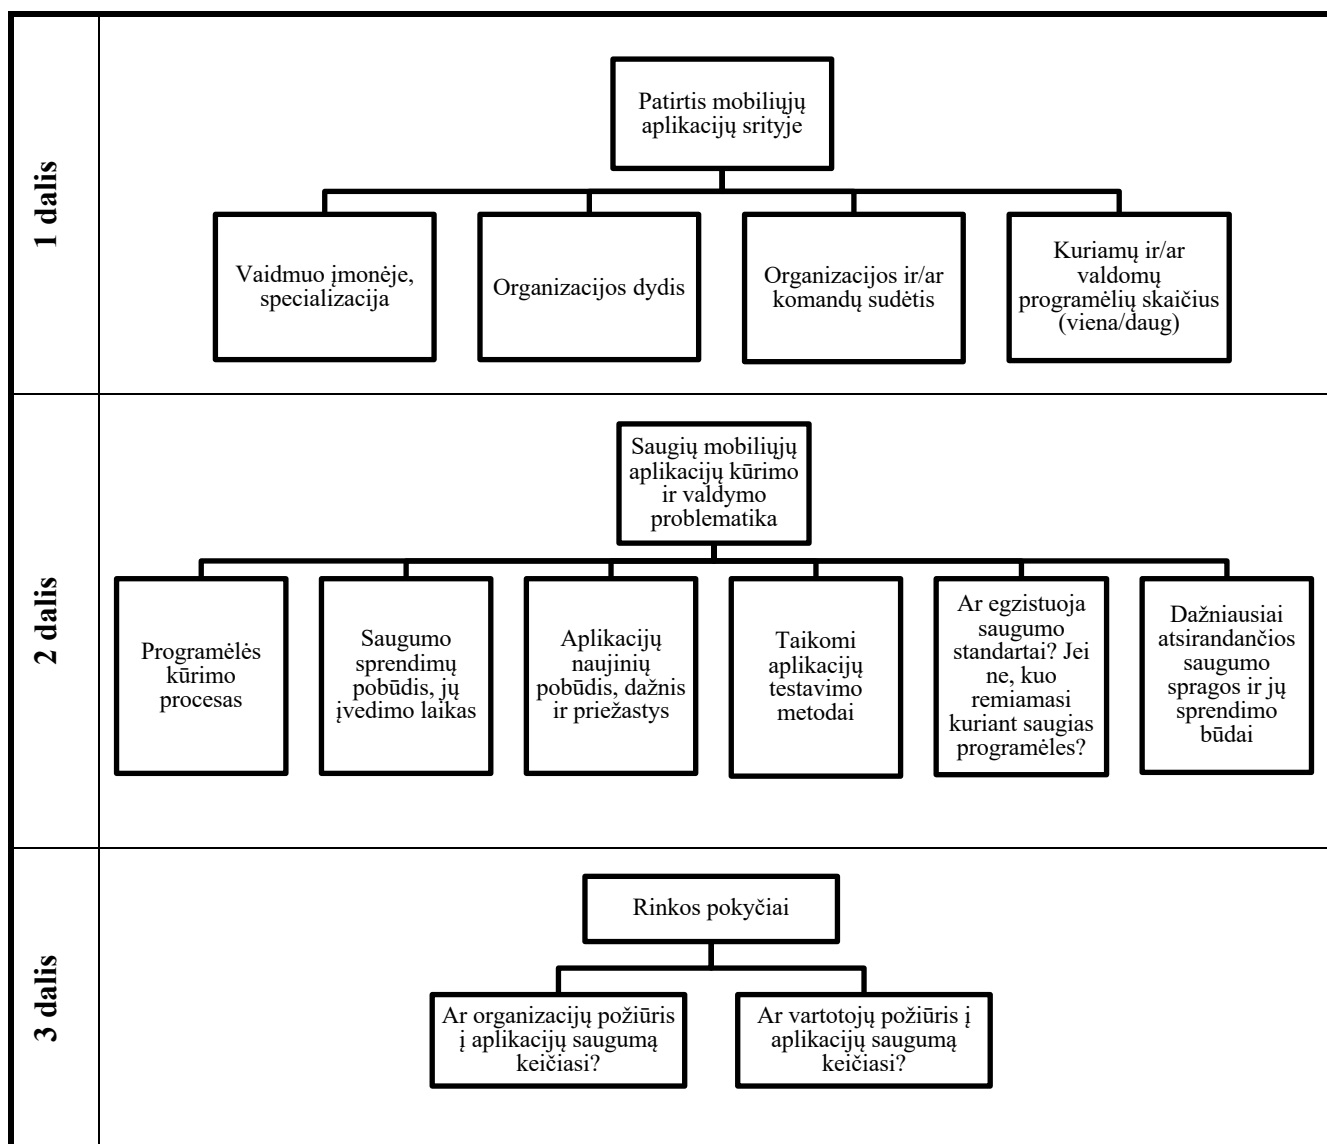 1 dalis
Patirtis mobiliųjų
aplikacijų srityje
Vaidmuo įmonėje,
specializacija
Organizacijos dydis
Organizacijos ir/ar
komandų sudėtis
Kuriamų ir/ar
valdomų
programėlių skaičius
(viena/daug)
2 dalis
Saugių mobiliųjų
aplikacijų kūrimo
ir valdymo
problematika
Programėlės
kūrimo
procesas
Saugumo
sprendimų
pobūdis, jų
įvedimo laikas
Aplikacijų
naujinių
pobūdis, dažnis
ir priežastys
Taikomi
aplikacijų
testavimo
metodai
Ar egzistuoja
saugumo
standartai? Jei
ne, kuo
remiamasi
kuriant saugias
programėles?
Dažniausiai
atsirandančios
saugumo
spragos ir jų
sprendimo
būdai
3 dalis
Rinkos pokyčiai
Ar organizacijų požiūris
į aplikacijų saugumą
keičiasi?
Ar vartotojų požiūris į
aplikacijų saugumą
keičiasi?